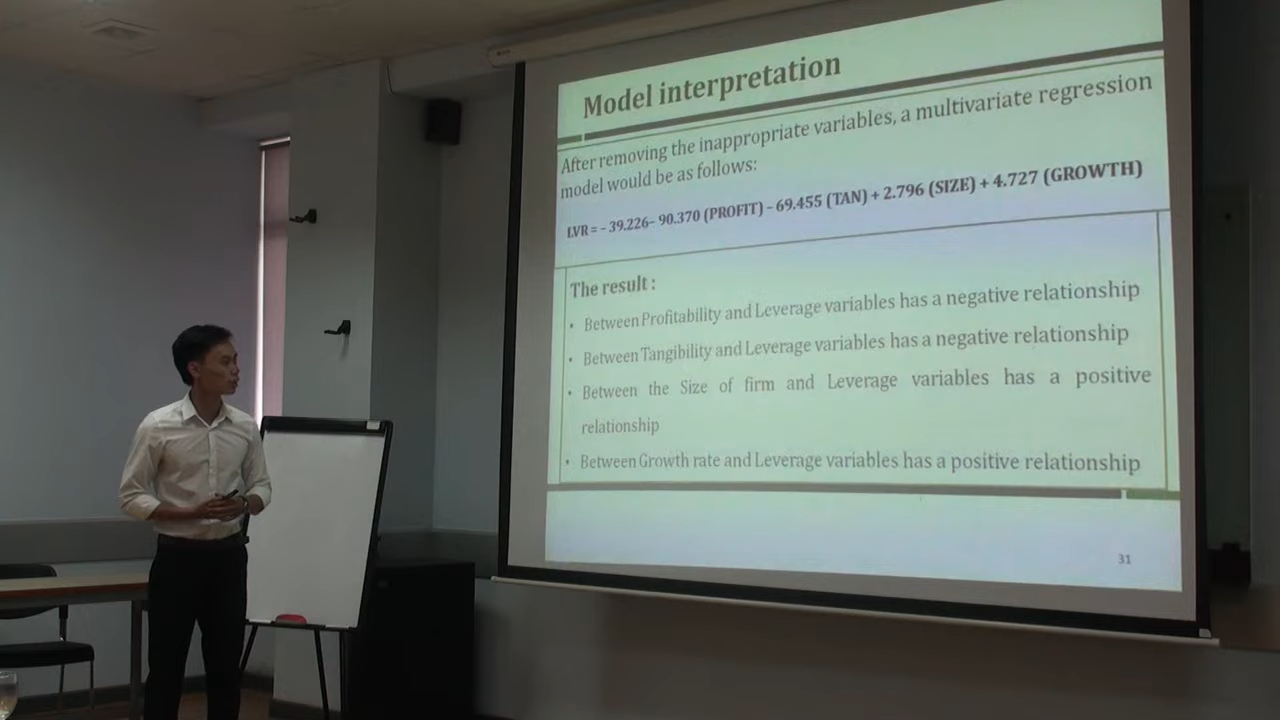 Model interpretation
After removing the inappropriate variables, a multivariate regression
model would be as follows:
LVR = - 39.226– 90.370 (PROFIT) – 69.455 (TAN) + 2.796 (SIZE) + 4.727 (GROWTH)
The result :
• Between Profitability and Leverage variables has a negative relationship
• Between Tangibility and Leverage variables has a negative relationship
• Between the Size of firm and Leverage variables has a positive
relationship
• Between Growth rate and Leverage variables has a positive relationship
31